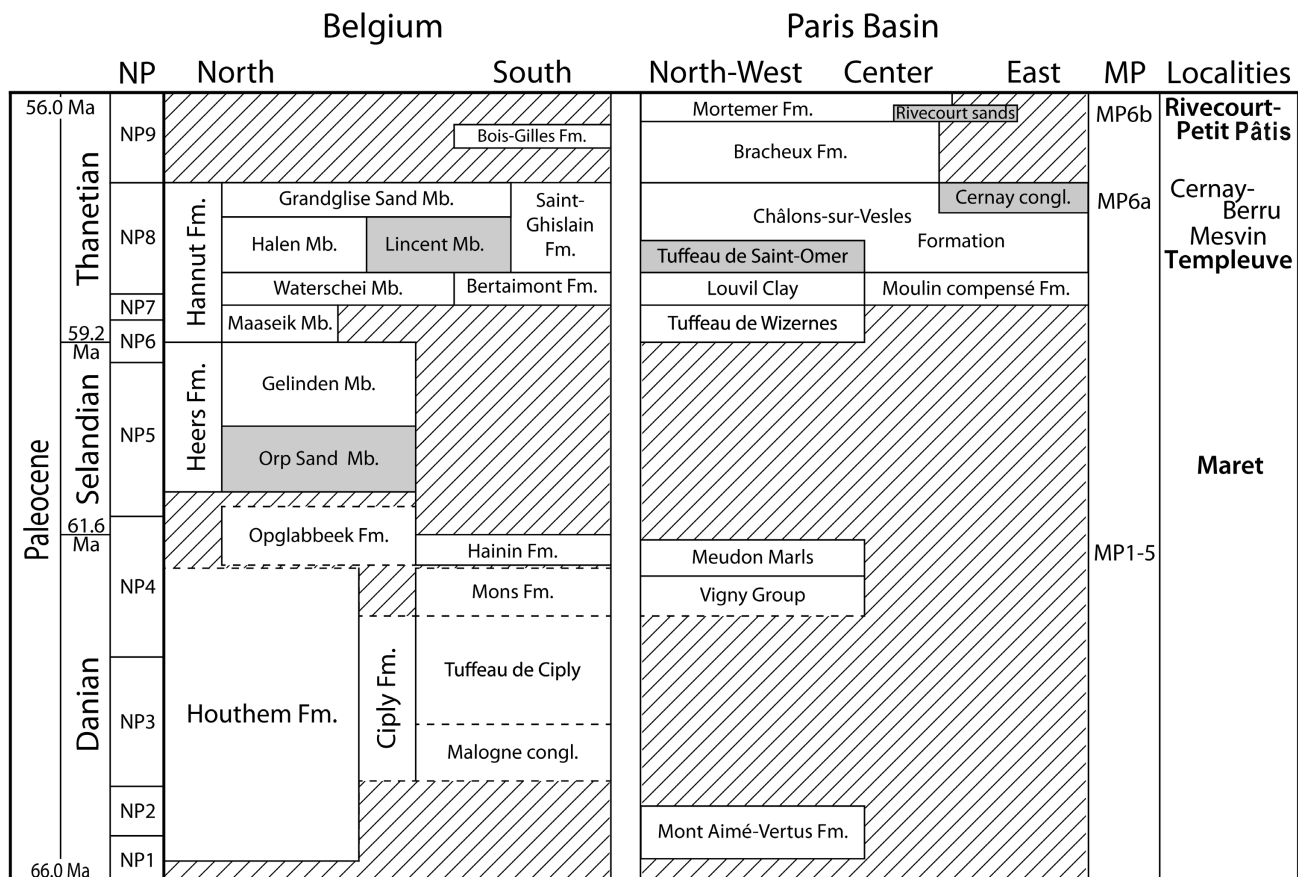 Belgium
Paris Basin
NP
North
South
North-West
Center
East
MP
Localities
56.0 Ma
59.2
Ma
61.6
Ma
66.0 Ma
Paleocene
Thanetian
Selandian
Danian
NP9
NP8
NP7
NP6
NP5
NP4
NP3
NP2
NP1
Bois-Gilles Fm.
Hannut Fm.
Grandglise Sand Mb.
Saint-
Ghislain
Fm.
Halen Mb.
Lincent Mb.
Waterschei Mb.
Bertaimont Fm.
Maaseik Mb.
Heers Fm.
Gelinden Mb.
Orp Sand Mb.
Opglabbeek Fm.
Hainin Fm.
Mons Fm.
Houthem Fm.
Ciply Fm.
Tuffeau de Ciply
Malogne congl.
Mortemer Fm.
Rivecourt sands
Bracheux Fm.
Cernay congl.
Châlons-sur-Vesles
Formation
Tuffeau de Saint-Omer
Louvil Clay
Moulin compensé Fm.
Tuffeau de Wizernes
Meudon Marls
Vigny Group
Mont Aimé-Vertus Fm.
MP6b
MP6a
MP1-5
Rivecourt-
Petit Pâtis
Cernay-
Berru
Mesvin
Templeuve
Maret